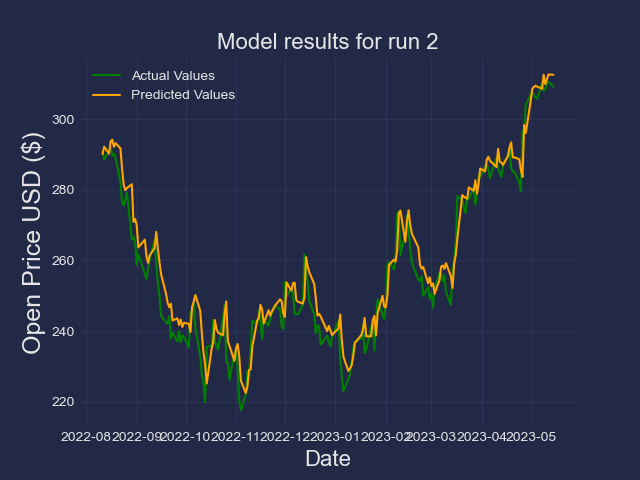 Model results for run 2
Actual Values
Predicted Values
Open Price USD ($)
300
280
260
240
220
2022-08 2022-09 2022-10 2022-11 2022-12 2023-01 2023-02 2023-03 2023-04 2023-05
Date